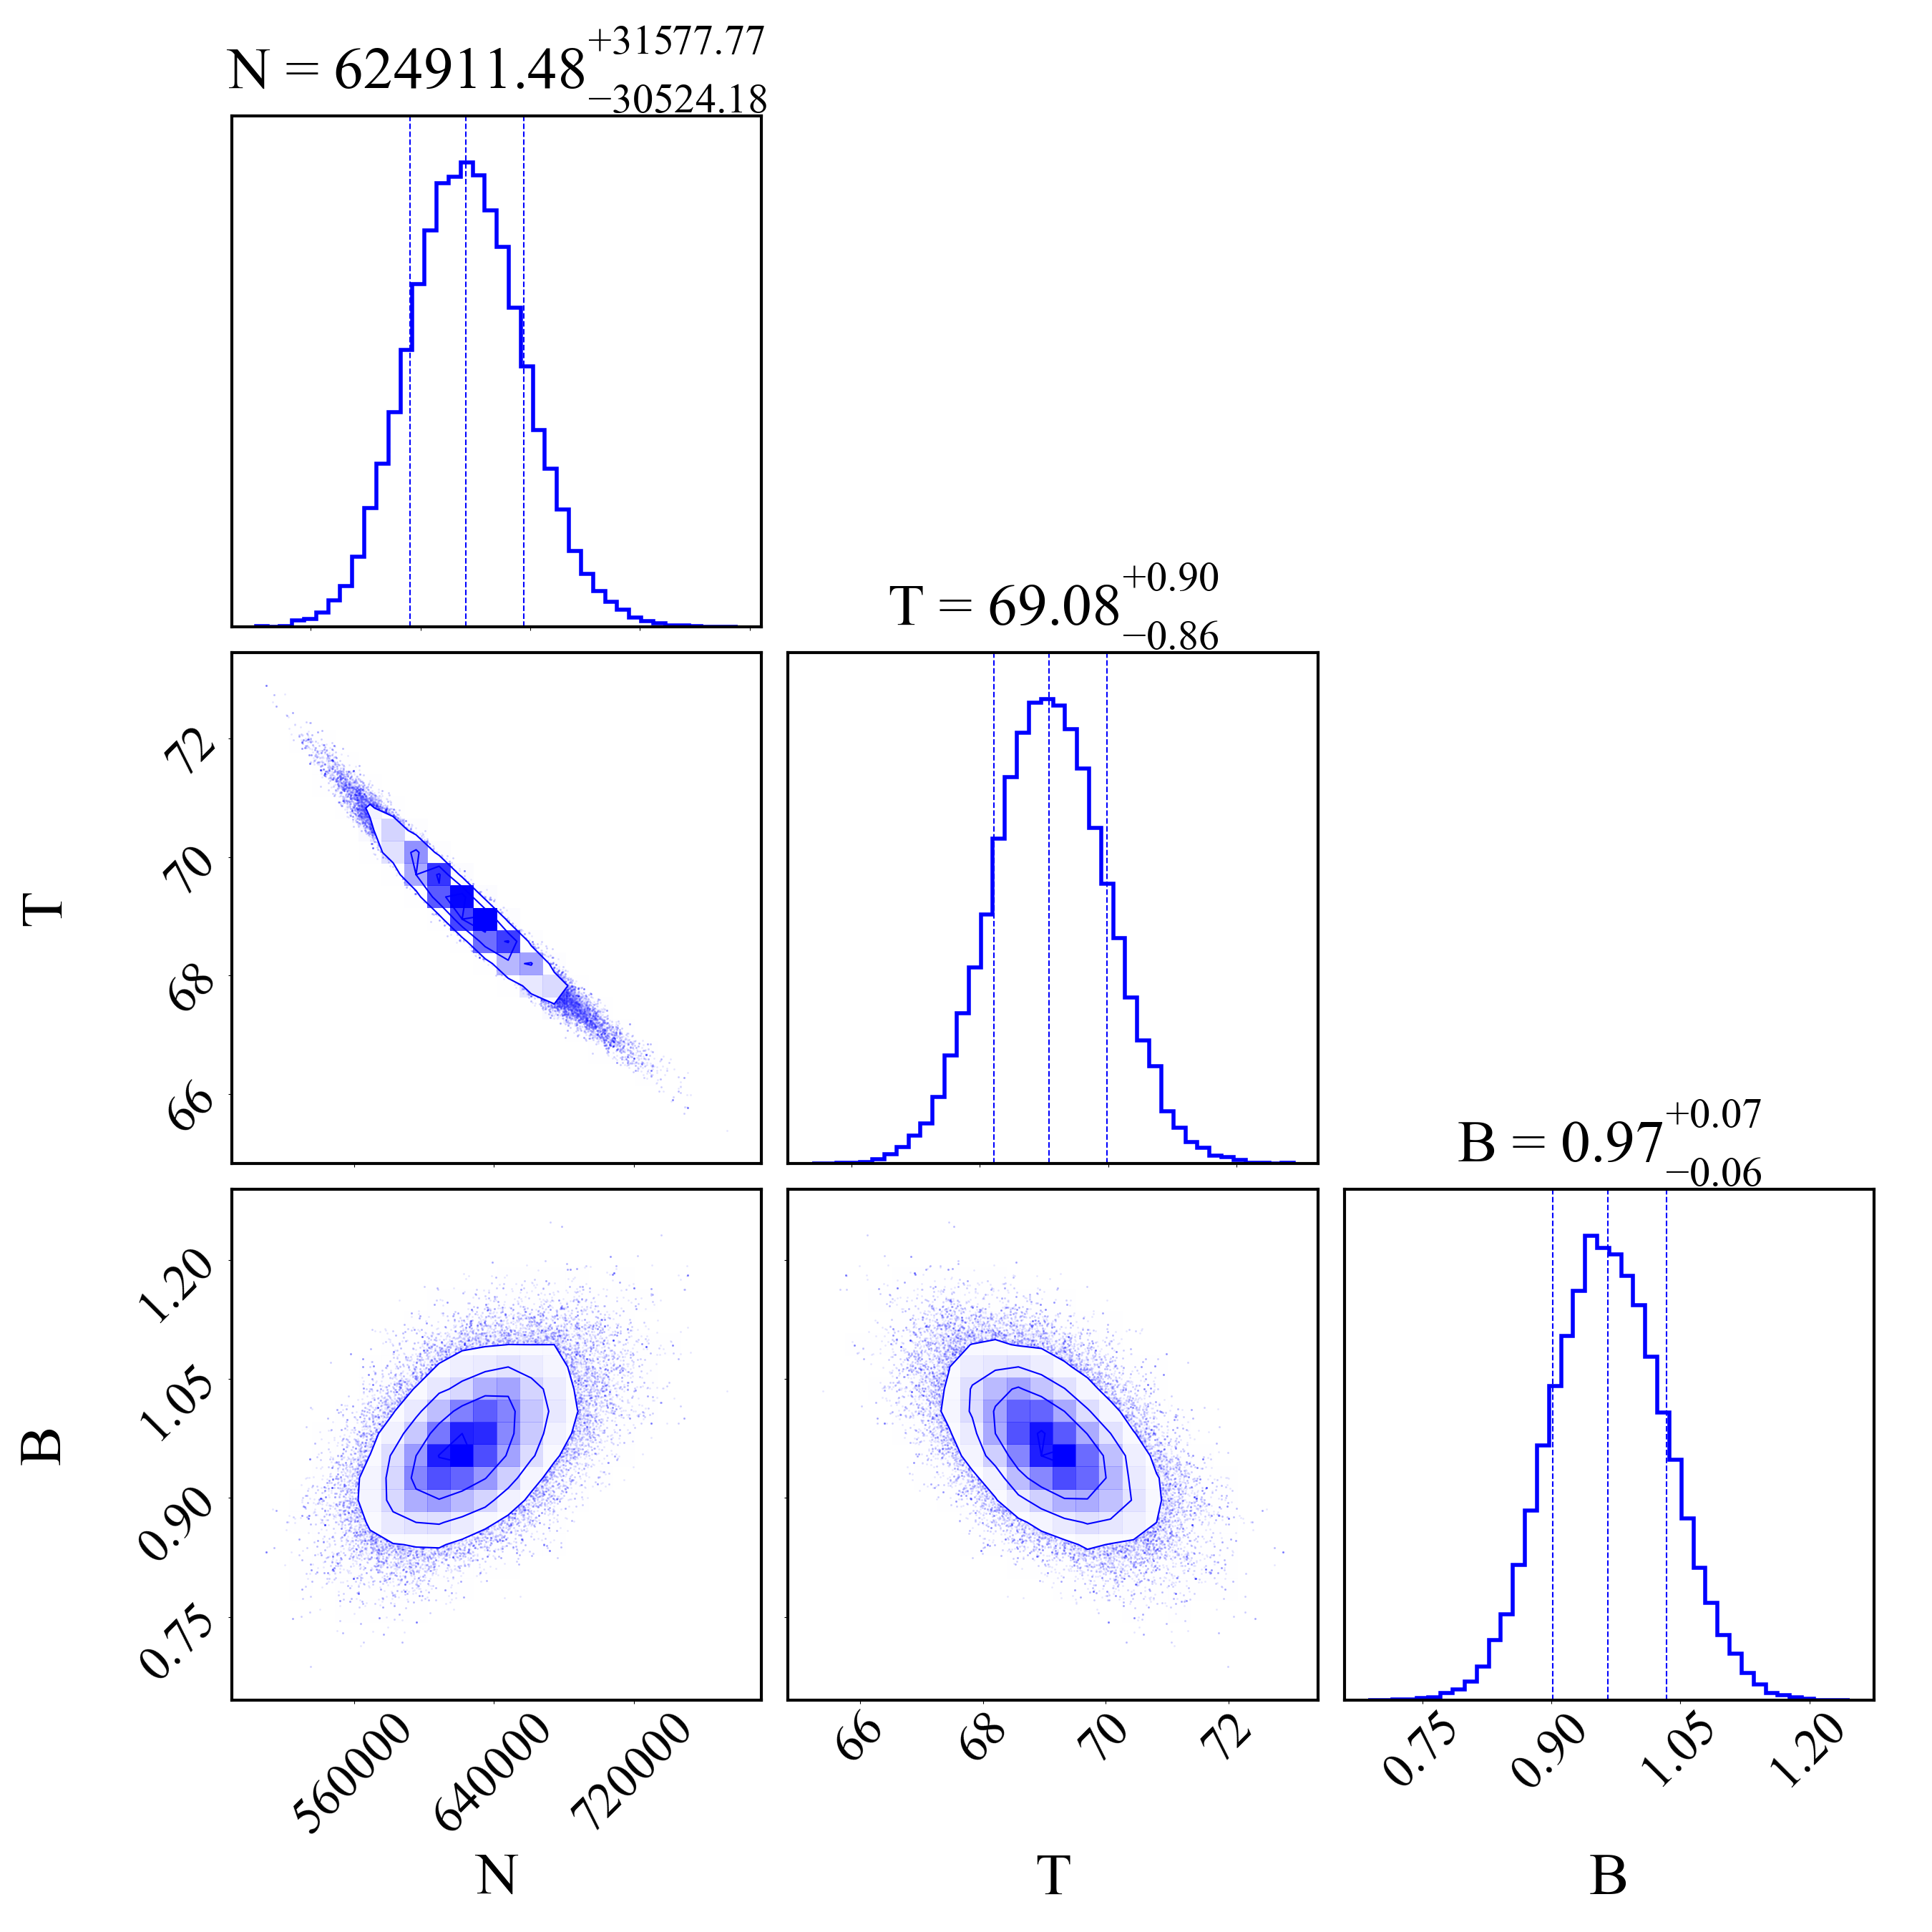 N = 624911.48 +31577.77 −30524.18
T = 69.08 +0.90 −0.86
72
70
68
66
T
B = 0.97 +0.07 −0.06
1.20
1.05
0.90
0.75
B
560000 640000 720000
66 68 70 72
0.75 0.90 1.05 1.20
N T B